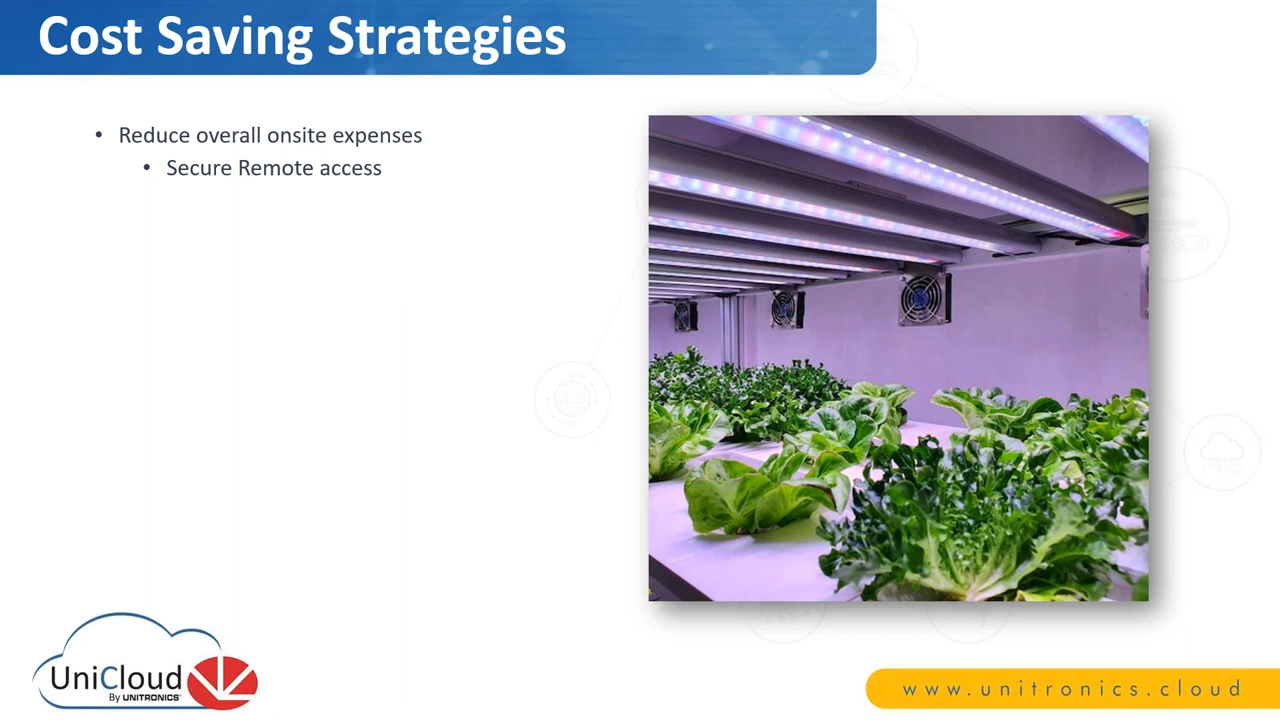 Cost Saving Strategies
• Reduce overall onsite expenses
• Secure Remote access
UniCloud
By UNITRONICS
www.unitronics.cloud